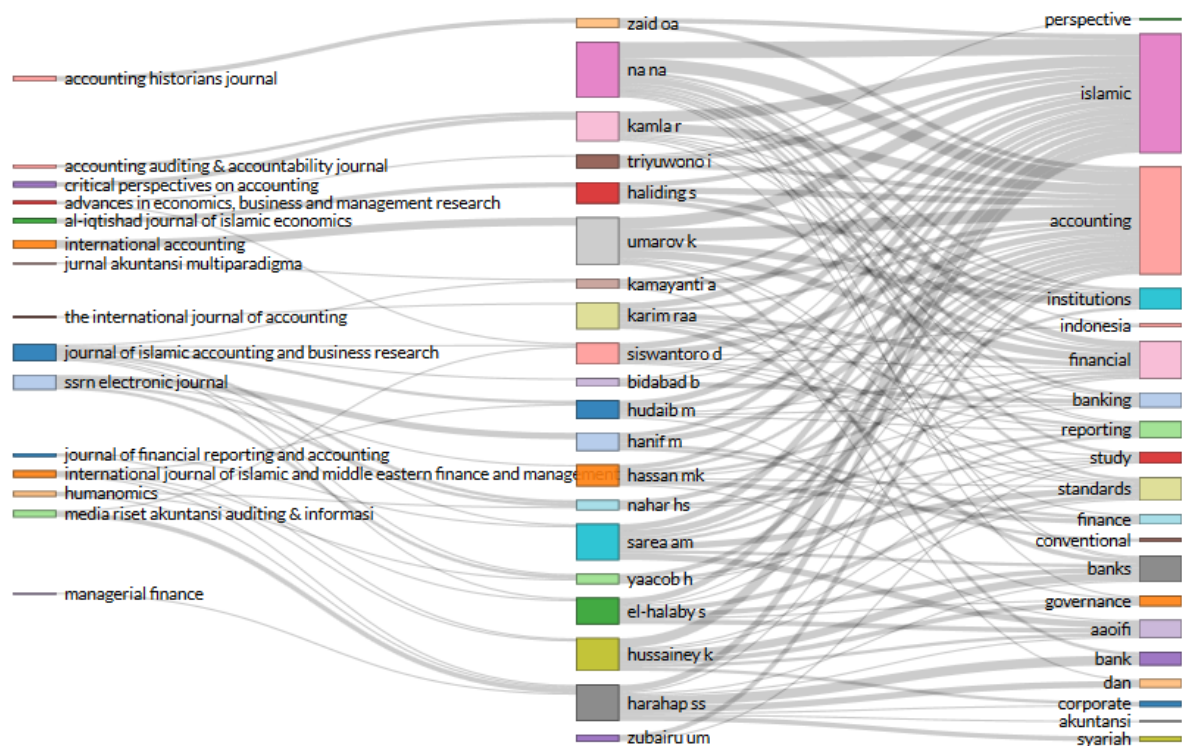 accounting historians journal
accounting auditing & accountability journal
critical perspectives on accounting
advances in economics, business and management research
al-iqtishad journal of islamic economics
international accounting
jurnal akuntansi multiparadigma
the international journal of accounting
journal of islamic accounting and business research
ssrn electronic journal
journal of financial reporting and accounting
international journal of islamic and middle eastern finance and management
humanomics
media riset akuntansi auditing & informasi
managerial finance
zaid oa
na na
kamla r
triyuwono i
haliding s
umarov k
kamayanti a
karim raa
siswantoro d
bidabad b
hudaib m
hanif m
hassan mk
nahar hs
sarea am
yaacob h
el-halaby s
hussainey k
harahap ss
zubairu um
perspective
islamic
accounting
institutions
indonesia
financial
banking
reporting
study
standards
finance
conventional
banks
governance
aaoifi
bank
dan
corporate
akuntansi
syariah